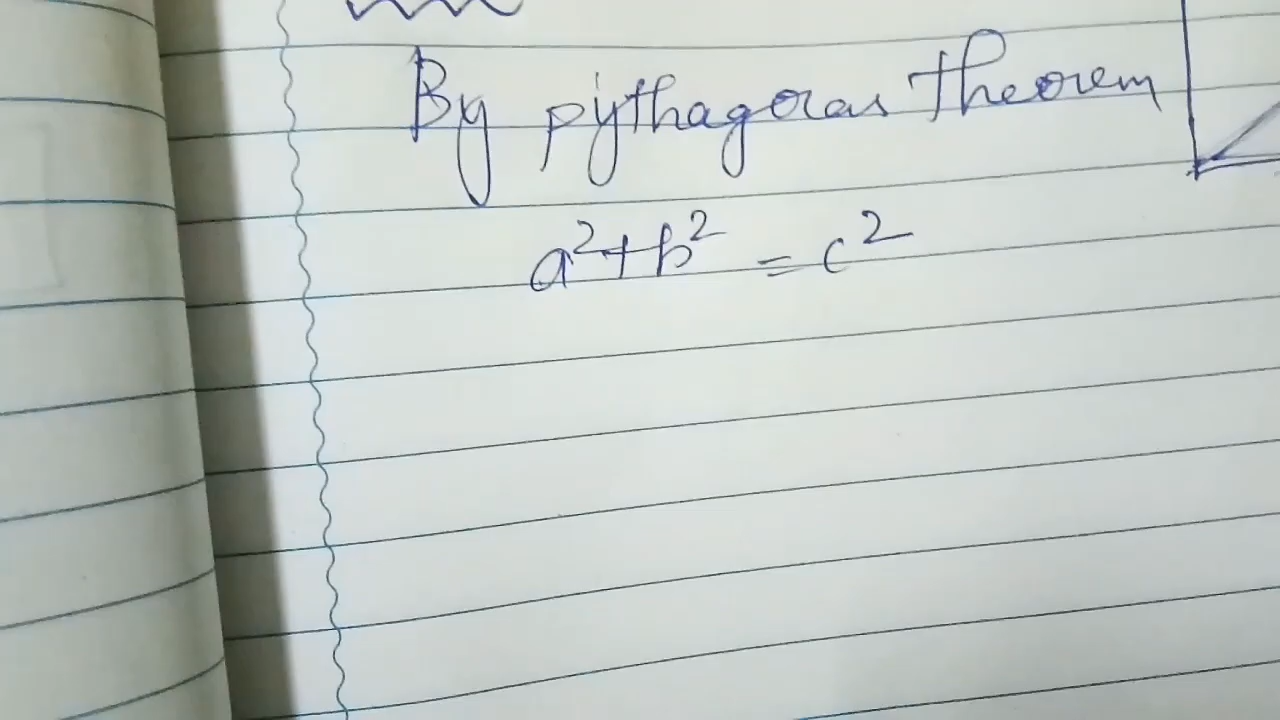 By pythagoras theorem
a²+b² = c²